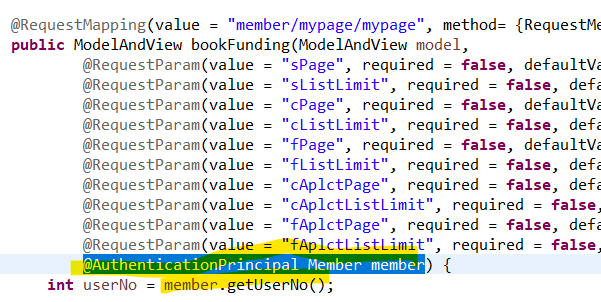 @RequestMapping(value = "member/mypage/mypage", method= {RequestMe
public ModelAndView bookFunding(ModelAndView model,
@RequestParam(value = "sPage", required = false, defaultVa
@RequestParam(value = "sListLimit", required = false, defa
@RequestParam(value = "cPage", required = false, defaultVa
@RequestParam(value = "cListLimit", required = false, defa
@RequestParam(value = "fPage", required = false, defaultVa
@RequestParam(value = "fListLimit", required = false, defa
@RequestParam(value = "cAplctPage", required = false, defa
@RequestParam(value = "cAplctListLimit", required = false,
@RequestParam(value = "fAplctPage", required = false, defa
@RequestParam(value = "fAplctListLimit", required = false,
@AuthenticationPrincipal Member member) {
int userNo = member.getUserNo();